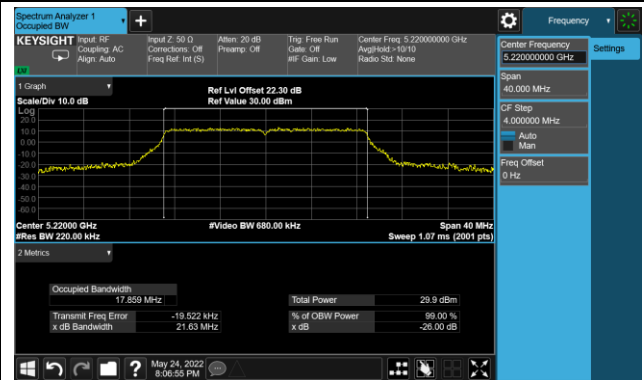 Spectrum Analyzer 1
Occupied BW
Frequency
KEYSIGHT
Input: RF
Coupling: AC
Align: Auto
Input Z: 50 Ω
Corrections: Off
Freq Ref: Int (S)
Atten: 20 dB
Preamp: Off
Trig: Free Run
Gate: Off
#IF Gain: Low
Center Freq: 5.220000000 GHz
Avg|Hold:>10/10
Radio Std: None
LXI
Center Frequency
5.220000000 GHz
Settings
Span
40.000 MHz
CF Step
4.000000 MHz
Auto
Man
Freq Offset
0 Hz
1 Graph
Scale/Div 10.0 dB
Ref Lvl Offset 22.30 dB
Ref Value 30.00 dBm
Log
20.0
10.0
0.00
-10.0
-20.0
-30.0
-40.0
-50.0
-60.0
Center 5.22000 GHz
#Video BW 680.00 kHz
Span 40 MHz
#Res BW 220.00 kHz
Sweep 1.07 ms (2001 pts)
2 Metrics
Occupied Bandwidth
17.859 MHz
Total Power
29.9 dBm
Transmit Freq Error
-19.522 kHz
% of OBW Power
99.00 %
x dB Bandwidth
21.63 MHz
x dB
-26.00 dB
May 24, 2022
8:06:55 PM